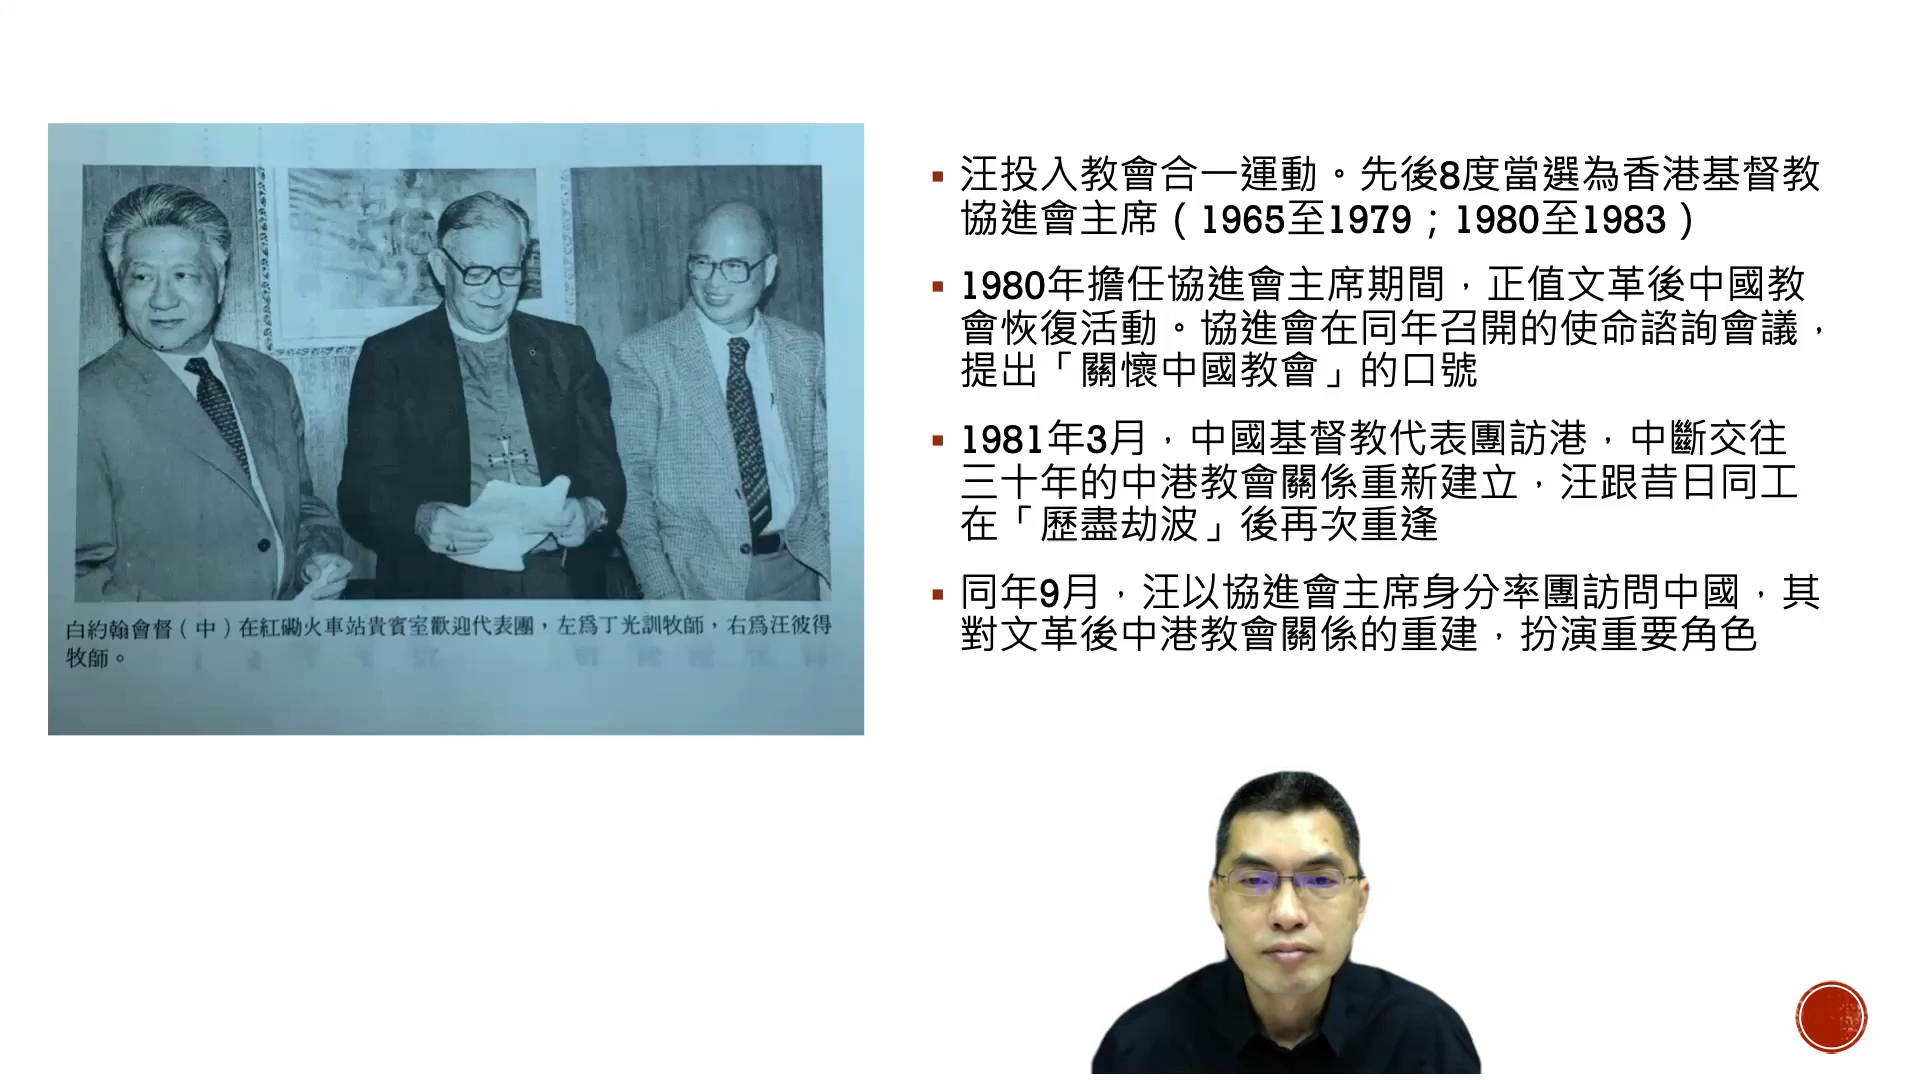 白約翰會督（中）在紅磡火車站貴賓室歡迎代表團，左爲丁光訓牧師，右爲汪彼得
牧師。
▪ 汪投入教會合一運動。先後8度當選為香港基督教
協進會主席（1965至1979；1980至1983）
▪ 1980年擔任協進會主席期間，正值文革後中國教
會恢復活動。協進會在同年召開的使命諮詢會議，
提出「關懷中國教會」的口號
▪ 1981年3月，中國基督教代表團訪港，中斷交往
三十年的中港教會關係重新建立，汪跟昔日同工
在「歷盡劫波」後再次重逢
▪ 同年9月，汪以協進會主席身分率團訪問中國，其
對文革後中港教會關係的重建，扮演重要角色